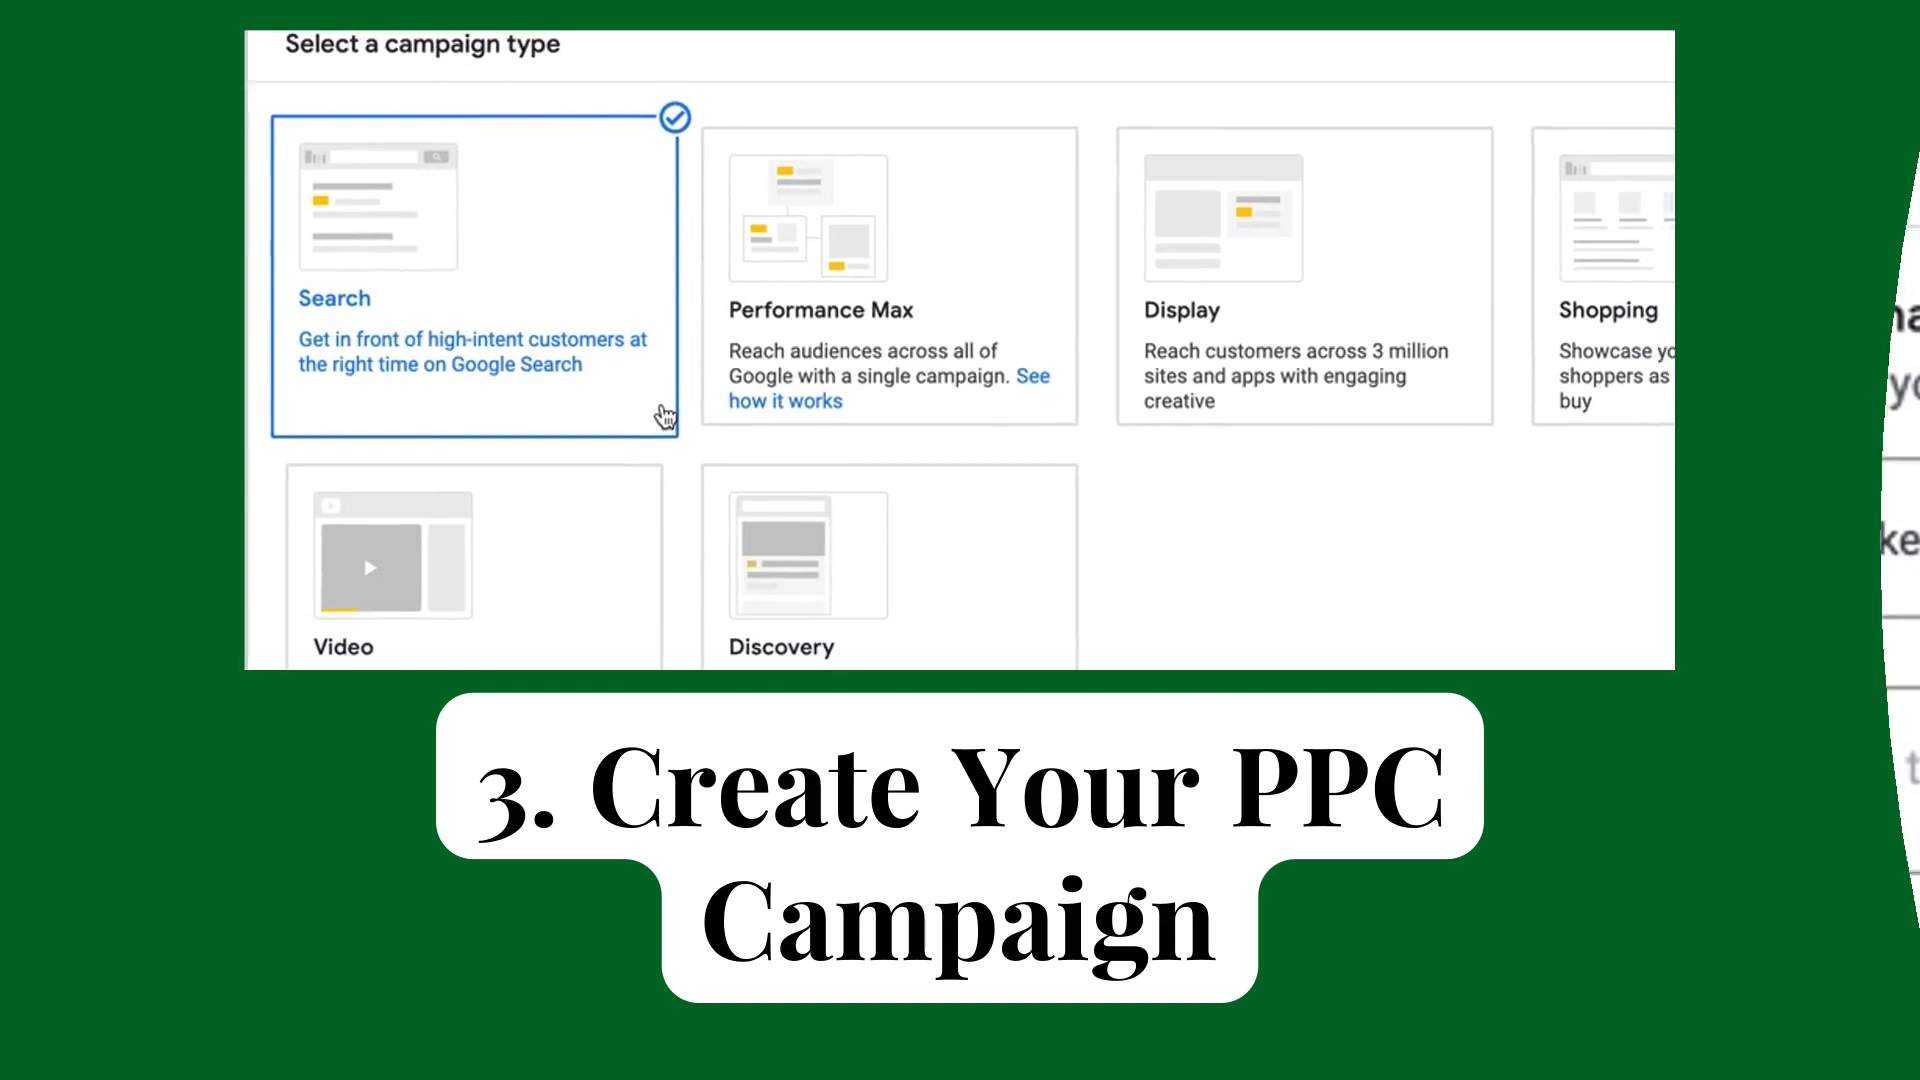 Select a campaign type
Search
Get in front of high-intent customers at
the right time on Google Search
Performance Max
Reach audiences across all of
Google with a single campaign. See
how it works
Display
Reach customers across 3 million
sites and apps with engaging
creative
Shopping
Showcase
shoppers as
buy
Video
Discovery
3. Create Your PPC
Campaign